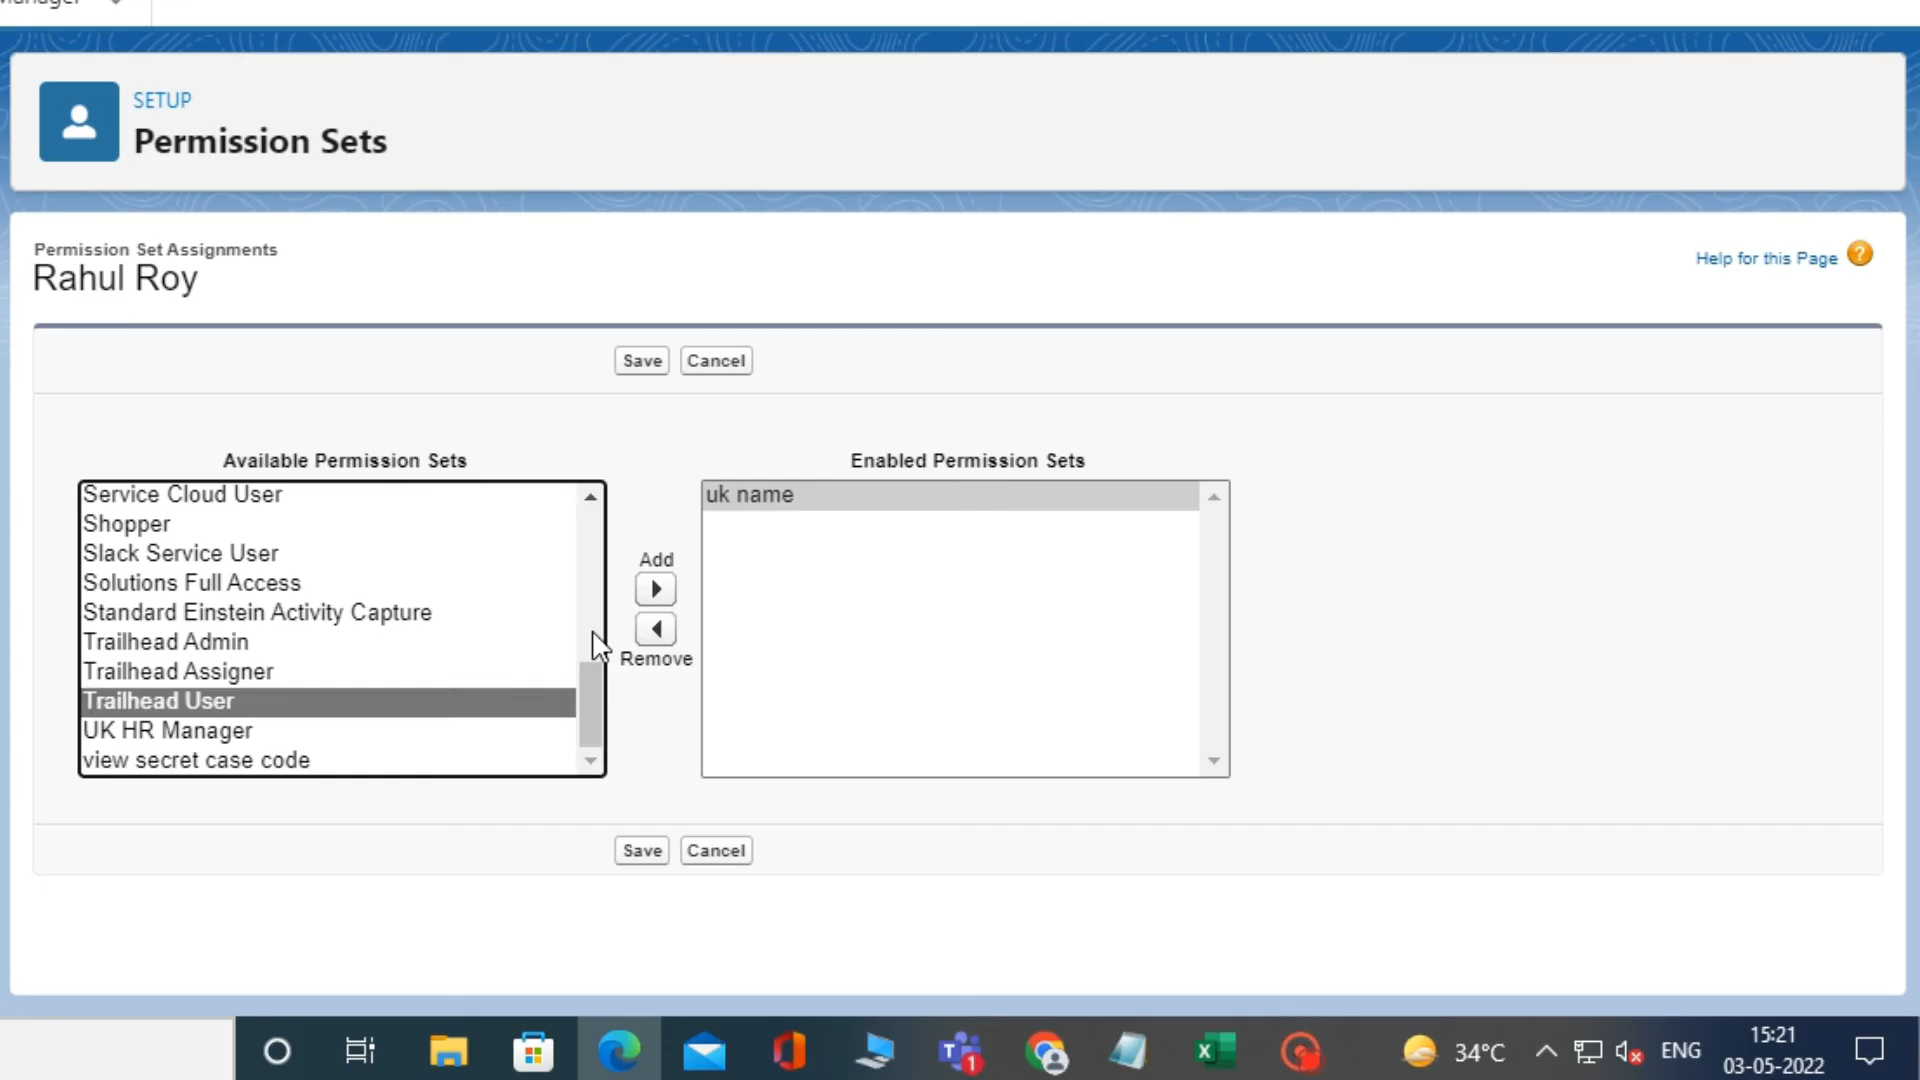 SETUP
Permission Sets
Permission Set Assignments
Rahul Roy
Help for this Page ?
Save Cancel
Available Permission Sets
Enabled Permission Sets
Service Cloud User
Shopper
Slack Service User
Solutions Full Access
Standard Einstein Activity Capture
Trailhead Admin
Trailhead Assigner
Trailhead User
UK HR Manager
view secret case code
Add
Remove
uk name
Save Cancel
T 1
X
34°C
ENG
15:21
03-05-2022